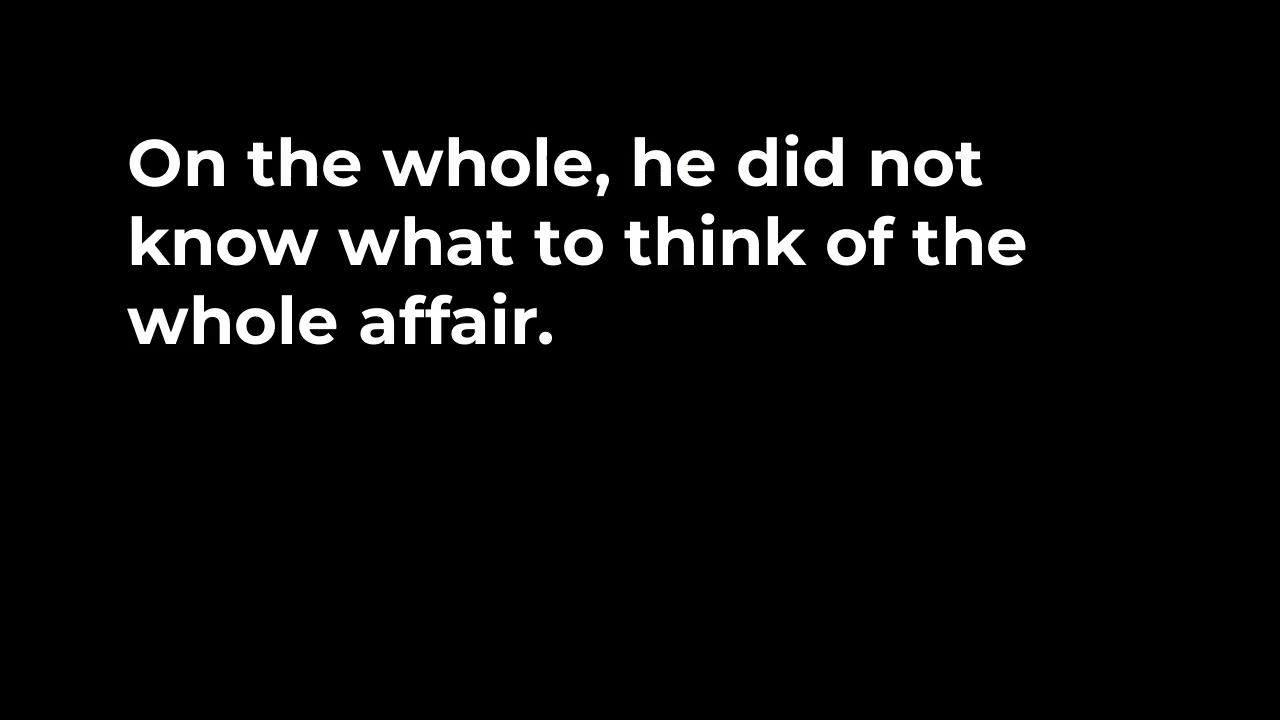 On the whole, he did not
know what to think of the
whole affair.